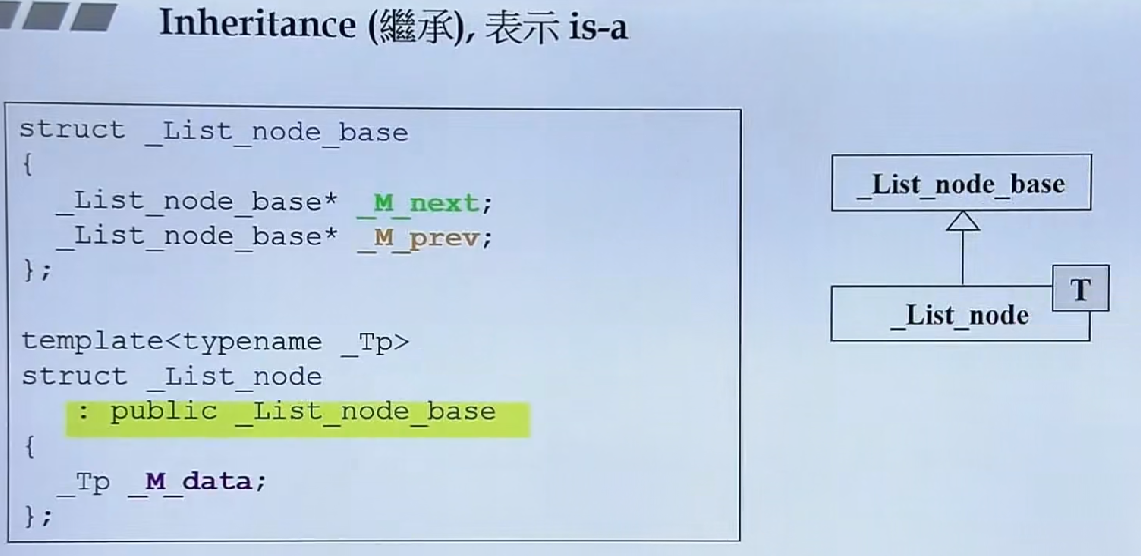 Inheritance (繼承), 表示 is-a
struct _List_node_base
{
_List_node_base* _M_next;
_List_node_base* _M_prev;
};
template<typename _Tp>
struct _List_node
: public _List_node_base
{
_Tp _M_data;
};
_List_node_base
T
_List_node